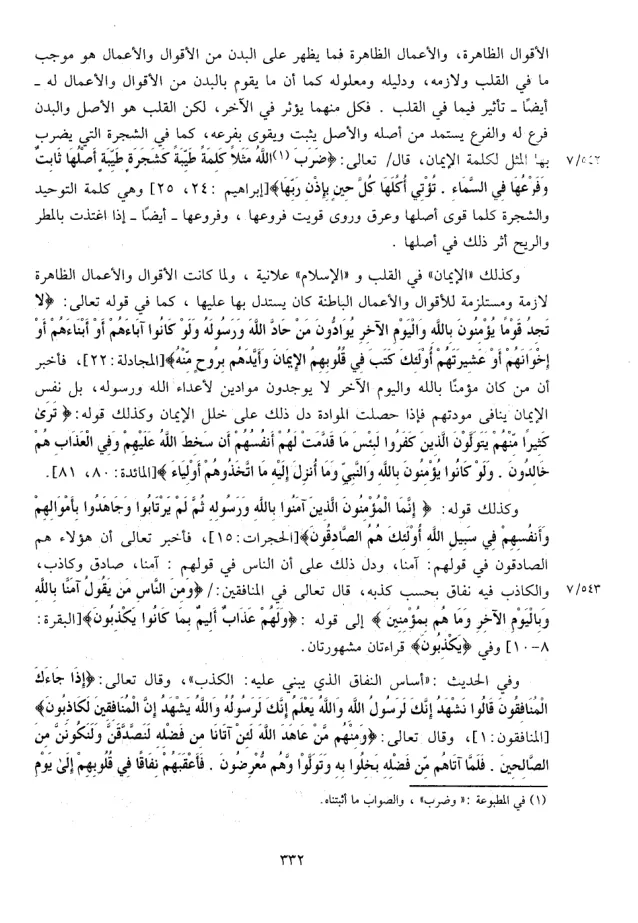 الأقوال الظاهرة، والأعمال الظاهرة فما يظهر على البدن من الأقوال والأعمال هو موجب
ما في القلب ولازمه، ودليله ومعلوله كما أن ما يقوم بالبدن من الأقوال والأعمال له ـ
أيضًا ـ تأثير فيما في القلب . فكل منهما يؤثر في الآخر، لكن القلب هو الأصل والبدن
فرع له والفرع يستمد من أصله والأصل يثبت ويقوى بفرعه، كما في الشجرة التي يضرب
بها المثل لكلمة الإيمان، قال/ تعالى: ﴿ضَرَبَ (١) اللَّهُ مَثَلاً كَلِمَةً طَيِّبَةً كَشَجَرَةٍ طَيِّبَةٍ أَصْلُهَا ثَابِتٌ ٧/٥٤٢
وَفَرْعُهَا فِي السَّمَاءِ . تُؤْتِي أُكُلَهَا كُلَّ حِينٍ بِإِذْنِ رَبِّهَا﴾[إبراهيم :٢٤، ٢٥] وهي كلمة التوحيد
والشجرة كلما قوى أصلها وعرق وروى قويت فروعها ، وفروعها ـ أيضًا ـ إذا اغتذت بالمطر
والريح أثر ذلك في أصلها .
وكذلك «الإيمان» في القلب و «الإسلام» علانية ، ولما كانت الأقوال والأعمال الظاهرة
لازمة ومستلزمة للأقوال والأعمال الباطنة كان يستدل بها عليها ، كما في قوله تعالى: ﴿لا
تَجِدُ قَوْمًا يُؤْمِنُونَ بِاللَّهِ وَالْيَوْمِ الآخِرِ يُوَادُّونَ مَنْ حَادَّ اللَّهَ وَرَسُولَهُ وَلَوْ كَانُوا آبَاءَهُمْ أَوْ أَبْنَاءَهُمْ أَوْ
إِخْوَانَهُمْ أَوْ عَشِيرَتَهُمْ أُوْلَئِكَ كَتَبَ فِي قُلُوبِهِمُ الإِيمَانَ وَأَيَّدَهُم بِرُوحٍ مِّنْهُ﴾[المجادلة:٢٢]، فأخبر
أن من كان مؤمنًا بالله واليوم الآخر لا يوجدون موادين لأعداء الله ورسوله، بل نفس
الإيمان ينافي مودتهم فإذا حصلت الموادة دل ذلك على خلل الإيمان وكذلك قوله:﴿ تَرَىٰ
كَثِيرًا مِّنْهُمْ يَتَوَلَّوْنَ الَّذِينَ كَفَرُوا لَبِئْسَ مَا قَدَّمَتْ لَهُمْ أَنفُسُهُمْ أَن سَخِطَ اللَّهُ عَلَيْهِمْ وَفِي الْعَذَابِ هُمْ
خَالِدُونَ . وَلَوْ كَانُوا يُؤْمِنُونَ بِاللَّهِ والنَّبِيِّ وَمَا أُنزِلَ إِلَيْهِ مَا اتَّخَذُوهُمْ أَوْلِيَاءَ ﴾[المائدة: ٨٠، ٨١].
وكذلك قوله: ﴿ إِنَّمَا الْمُؤْمِنُونَ الَّذِينَ آمَنُوا بِاللَّهِ وَرَسُولِهِ ثُمَّ لَمْ يَرْتَابُوا وَجَاهَدُوا بِأَمْوَالِهِمْ
وَأَنفُسِهِمْ فِي سَبِيلِ اللَّهِ أُوْلَئِكَ هُمُ الصَّادِقُونَ﴾[الحجرات:١٥]، فأخبر تعالى أن هؤلاء هم
الصادقون في قولهم: آمنا، ودل ذلك على أن الناس في قولهم : آمنا، صادق وكاذب،
والكاذب فيه نفاق بحسب كذبه، قال تعالى في المنافقين:/ ﴿وَمِنَ النَّاسِ مَن يَقُولُ آمَنَّا بِاللَّهِ ٧/٥٤٣
وَبِالْيَوْمِ الآخِرِ وَمَا هُم بِمُؤْمِنِينَ ﴾ إلى قوله :﴿وَلَهُمْ عَذَابٌ أَلِيمٌ بِمَا كَانُوا يَكْذِبُونَ﴾[البقرة:
٨-١٠] وفي ﴿يَكْذِبُونَ﴾ قراءتان مشهورتان.
وفي الحديث :«أساس النفاق الذي يبني عليه: الكذب»، وقال تعالى:﴿إِذَا جَاءَكَ
الْمُنَافِقُونَ قَالُوا نَشْهَدُ إِنَّكَ لَرَسُولُ اللَّهِ وَاللَّهُ يَعْلَمُ إِنَّكَ لَرَسُولُهُ وَاللَّهُ يَشْهَدُ إِنَّ الْمُنَافِقِينَ لَكَاذِبُونَ﴾
[المنافقون:١]، وقال تعالى:﴿وَمِنْهُم مَّنْ عَاهَدَ اللَّهَ لَئِنْ آتَانَا مِن فَضْلِهِ لَنَصَّدَّقَنَّ وَلَنَكُونَنَّ مِنَ
الصَّالِحِينَ . فَلَمَّا آتَاهُم مِّن فَضْلِهِ بَخِلُوا بِهِ وَتَوَلَّوا وَّهُم مُّعْرِضُونَ . فَأَعْقَبَهُمْ نِفَاقًا فِي قُلُوبِهِمْ إِلَىٰ يَوْمِ
(١) في المطبوعة :« وضرب» ، والصواب ما أثبتناه.
٣٣٢